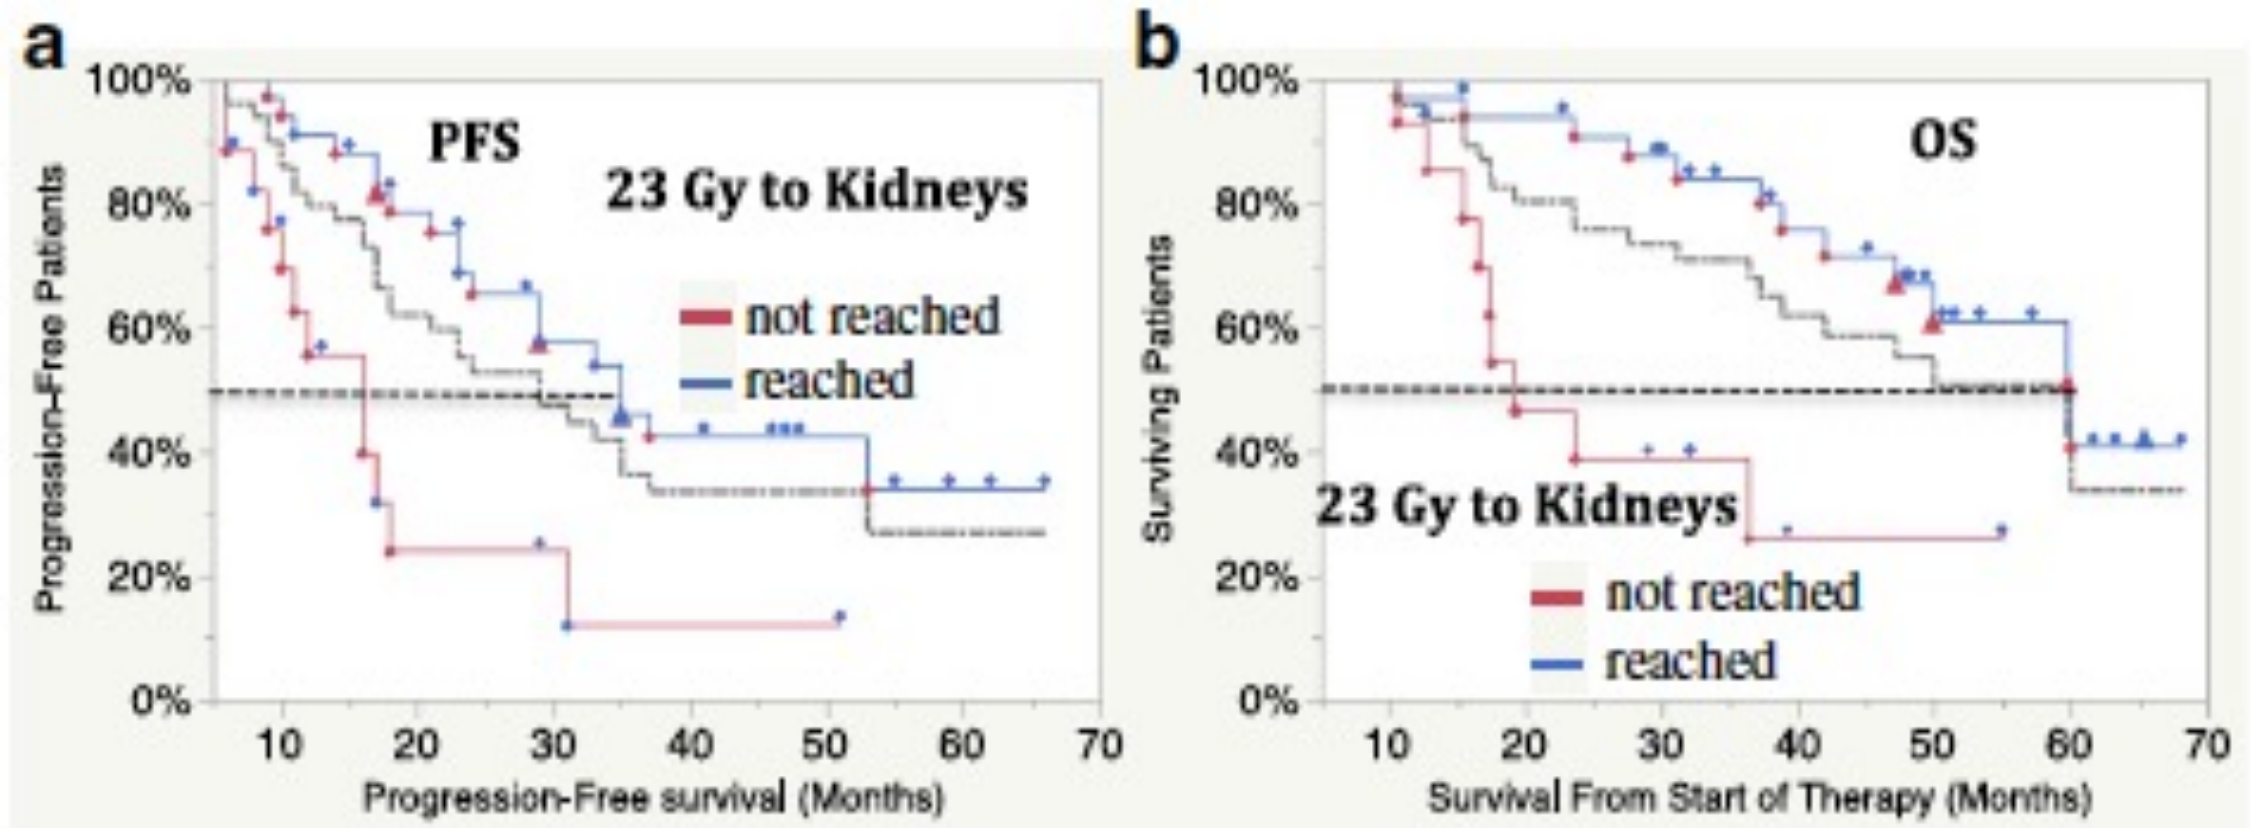 a
PFS
23 Gy to Kidneys
not reached
reached
100%
80%
60%
40%
20%
0%
Progression-Free Patients
10 20 30 40 50 60 70
Progression-Free survival (Months)
b
OS
23 Gy to Kidneys
not reached
reached
100%
80%
60%
40%
20%
0%
Surviving Patients
10 20 30 40 50 60 70
Survival From Start of Therapy (Months)